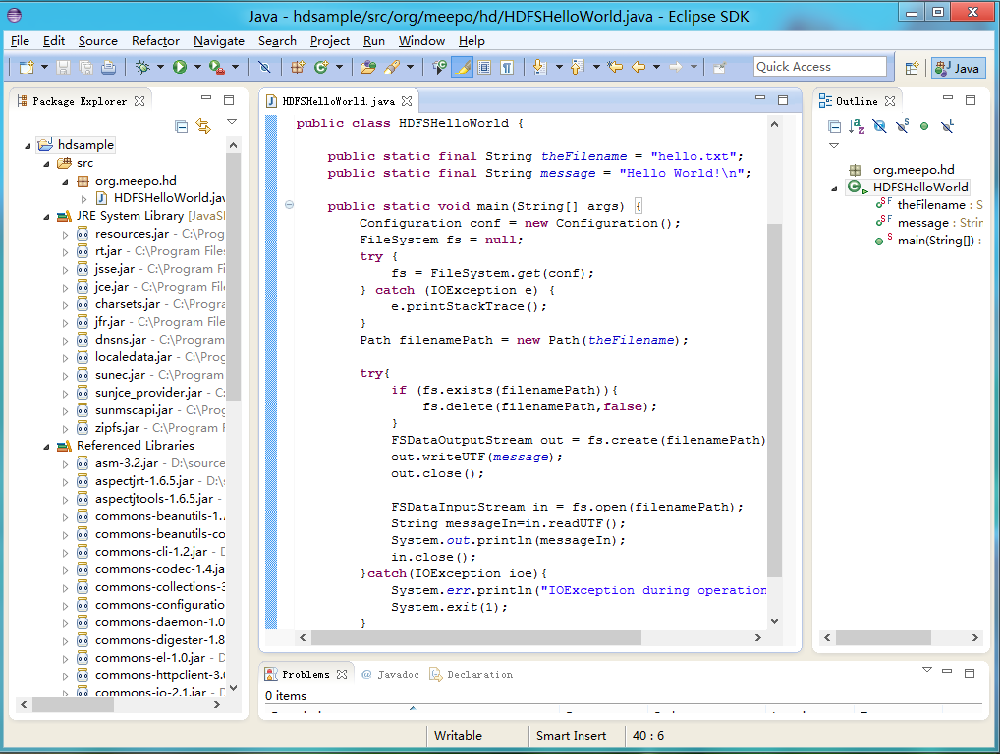 Java - hdsample/src/org/meepo/hd/HDFSHelloWorld.java - Eclipse SDK
File Edit Source Refactor Navigate Search Project Run Window Help
Quick Access
Java
Package Explorer
hdsample
src
org.meepo.hd
HDFSHelloWorld.jav
JRE System Library [JavaS
resources.jar - C:\Prog
rt.jar - C:\Program Files
jsse.jar - C:\Program Fi
jce.jar - C:\Program File
charsets.jar - C:\Progra
jfr.jar - C:\Program File
dnsns.jar - C:\Program
localedata.jar - C:\Prog
sunec.jar - C:\Program
sunjce_provider.jar - C:
sunmscapi.jar - C:\Prog
zipfs.jar - C:\Program F
Referenced Libraries
asm-3.2.jar - D:\source
aspectjrt-1.6.5.jar - D:\
aspectjtools-1.6.5.jar -
commons-beanutils-1.7
commons-beanutils-co
commons-cli-1.2.jar - D
commons-codec-1.4.ja
commons-collections-3
commons-configuratio
commons-daemon-1.0
commons-digester-1.8
commons-el-1.0.jar - D
commons-httpclient-3.0
commons-io-2.1.jar - D
HDFSHelloWorld.java
public class HDFSHelloWorld {
public static final String theFilename = "hello.txt";
public static final String message = "Hello World!\n";
public static void main(String[] args) {
Configuration conf = new Configuration();
FileSystem fs = null;
try {
fs = FileSystem.get(conf);
} catch (IOException e) {
e.printStackTrace();
}
Path filenamePath = new Path(theFilename);
try{
if (fs.exists(filenamePath)){
fs.delete(filenamePath,false);
}
FSDataOutputStream out = fs.create(filenamePath)
out.writeUTF(message);
out.close();
FSDataInputStream in = fs.open(filenamePath);
String messageIn=in.readUTF();
System.out.println(messageIn);
in.close();
}catch(IOException ioe){
System.err.println("IOException during operation
System.exit(1);
}
Outline
org.meepo.hd
HDFSHelloWorld
theFilename : S
message : Strin
main(String[]) :
Problems @ Javadoc Declaration
0 items
Writable Smart Insert 40 : 6